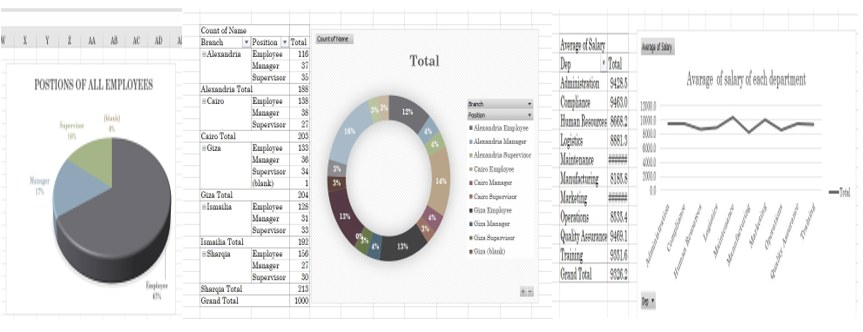 W X Y Z AA AB AC AD
POSTIONS OF ALL EMPLOYEES
(blank)
0%
Supervisor
16%
Manager
17%
Employee
67%
Count of Name
Branch Position Total
Alexandria Employee 116
Manager 37
Supervisor 35
Alexandria Total 188
Cairo Employee 138
Manager 38
Supervisor 27
Cairo Total 203
Giza Employee 133
Manager 36
Supervisor 34
(blank) 1
Giza Total 204
Ismailia Employee 128
Manager 31
Supervisor 33
Ismailia Total 192
Sharqia Employee 156
Manager 27
Supervisor 30
Sharqia Total 213
Grand Total 1000
Count of Name
Total
12%
4%
4%
14%
4%
3%
13%
4%
3%
0%
13%
3%
3%
16%
3%
3%
Branch
Position
Alexandria Employee
Alexandria Manager
Alexandria Supervisor
Cairo Employee
Cairo Manager
Cairo Supervisor
Giza Employee
Giza Manager
Giza Supervisor
Giza (blank)
Average of Salary
Dep Total
Administration 9428.5
Compliance 9463.0
Human Resources 8668.2
Logistics 8881.3
Maintenance ######
Manufacturing 8185.8
Marketing ######
Operations 8535.4
Quality Assurance 9469.1
Training 9331.6
Grand Total 9326.2
Average of Salary
Avarage of salary of each department
12000.0
10000.0
8000.0
6000.0
4000.0
2000.0
0.0
Total
Administration
Compliance
Human Resources
Logistics
Maintenance
Manufacturing
Marketing
Operations
Quality Assurance
Training
Dep